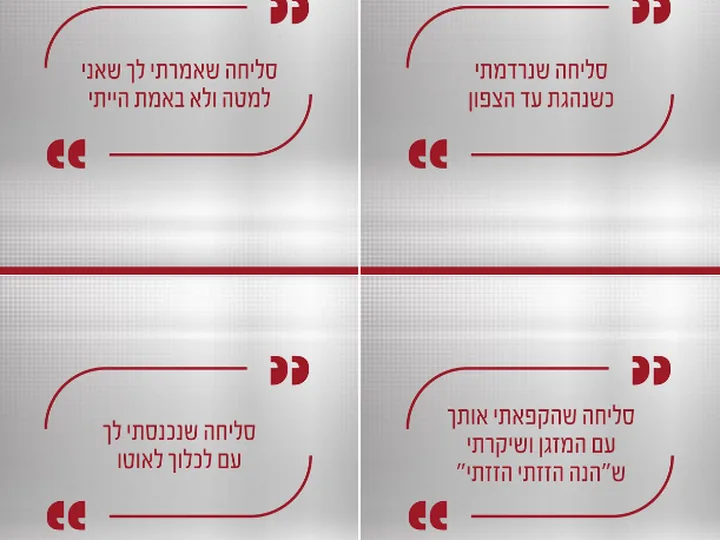 סליחה שנרדמתי
כשנהגת עד הצפון
סליחה שאמרתי לך שאני
למטה ולא באמת הייתי
סליחה שהקפאתי אותך
עם המזגן ושיקרתי
ש"הנה הזזתי הזזתי"
סליחה שנכנסתי לך
עם לכלוך לאוטו